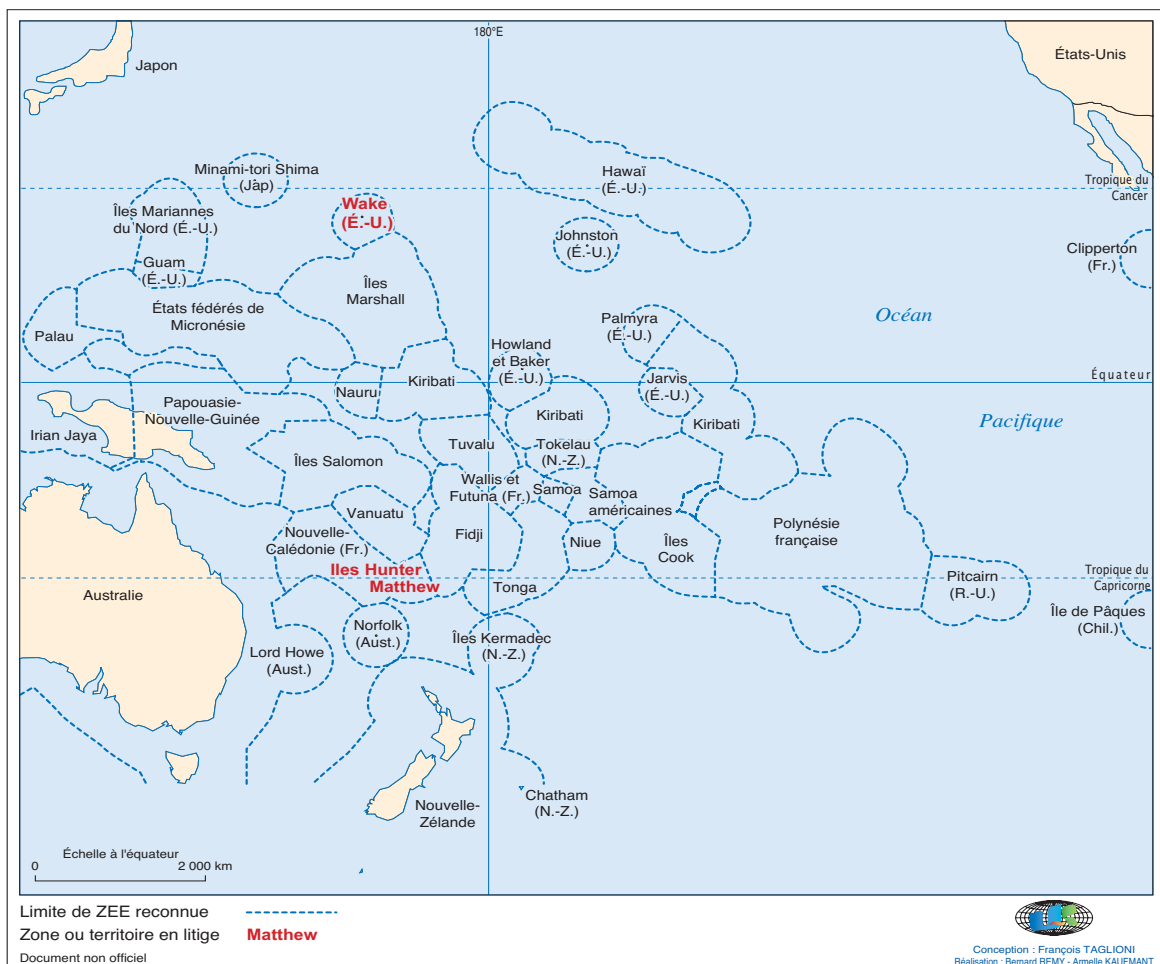 180°E
Japon
États-Unis
Minami-tori Shima
(Jap)
Hawaï
(É.-U.)
Tropique du
Cancer
Wake
(É.-U.)
Îles Mariannes
du Nord (É.-U.)
Johnston
(É.-U.)
Clipperton
(Fr.)
Guam
(É.-U.)
Îles
Marshall
États fédérés de
Micronésie
Océan
Palmyra
(É.-U.)
Palau
Howland
et Baker
(É.-U.)
Équateur
Nauru
Kiribati
Jarvis
(É.-U.)
Papouasie-
Nouvelle-Guinée
Kiribati
Kiribati
Pacifique
Irian Jaya
Tuvalu
Tokelau
(N.-Z.)
Îles Salomon
Wallis et
Futuna (Fr.)
Samoa
Samoa
américaines
Vanuatu
Nouvelle-
Calédonie (Fr.)
Fidji
Niue
Îles
Cook
Polynésie
française
Iles Hunter
Matthew
Tropique du
Capricorne
Australie
Tonga
Pitcairn
(R.-U.)
Île de Pâques
(Chil.)
Norfolk
(Aust.)
Îles Kermadec
(N.-Z.)
Lord Howe
(Aust.)
Nouvelle-
Zélande
Chatham
(N.-Z.)
Échelle à l'équateur
0 2 000 km
Limite de ZEE reconnue
Zone ou territoire en litige Matthew
Document non officiel
Conception : François TAGLIONI
Réalisation : Bernard REMY - Armelle KAUFMANT